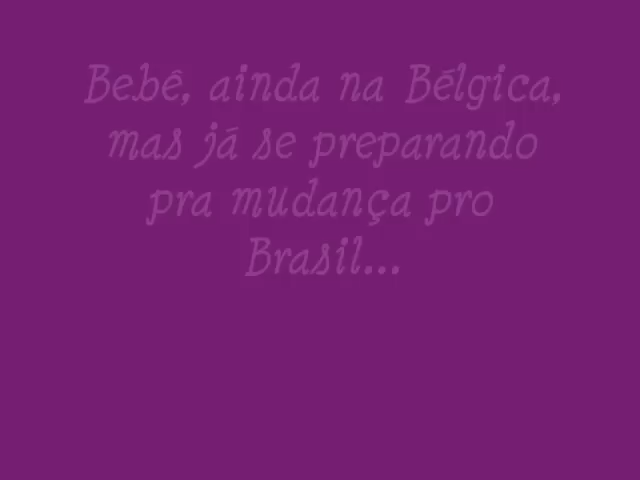 Bebê, ainda na Bélgica,
mas já se preparando
pra mudança pro
Brasil...